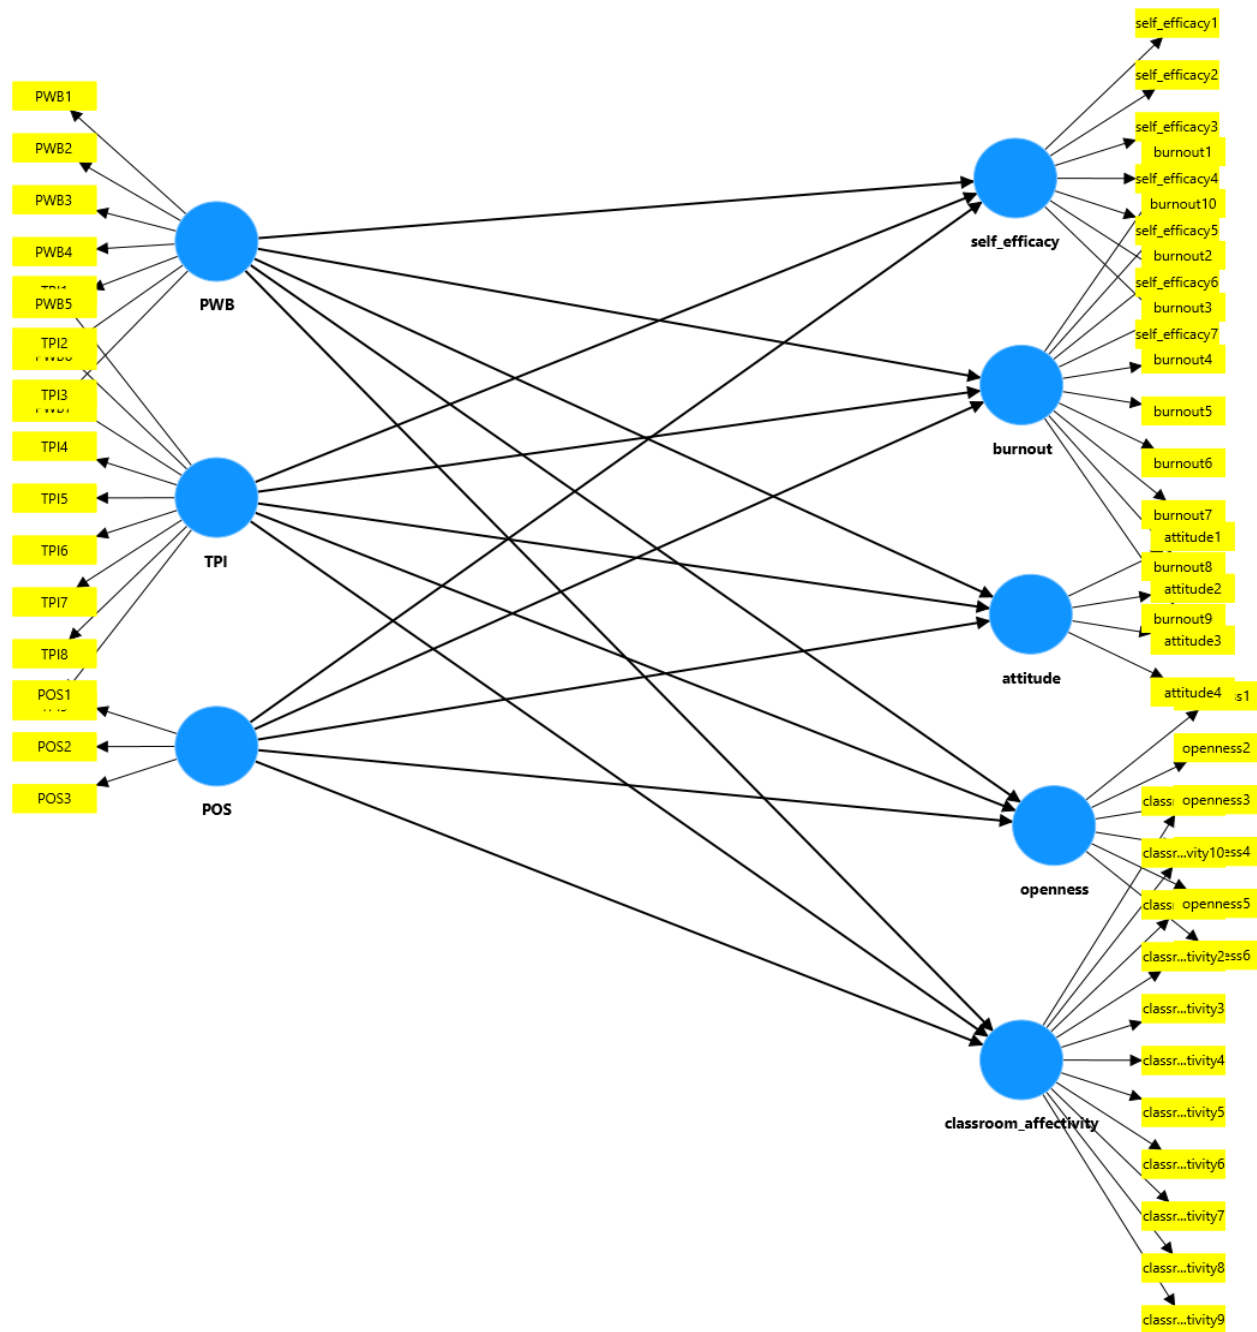 PWB1
PWB2
PWB3
PWB4
PWB5
TPI2
TPI3
TPI4
TPI5
TPI6
TPI7
TPI8
POS1
POS2
POS3
PWB
TPI
POS
self_efficacy
burnout
attitude
openness
classroom_affectivity
self_efficacy1
self_efficacy2
self_efficacy3
burnout1
self_efficacy4
burnout10
self_efficacy5
burnout2
self_efficacy6
burnout3
self_efficacy7
burnout4
burnout5
burnout6
burnout7
attitude1
burnout8
attitude2
burnout9
attitude3
attitude4
openness2
openness3
classr...vity10
openness5
classr...tivity2
classr...tivity3
classr...tivity4
classr...tivity5
classr...tivity6
classr...tivity7
classr...tivity8
classr...tivity9